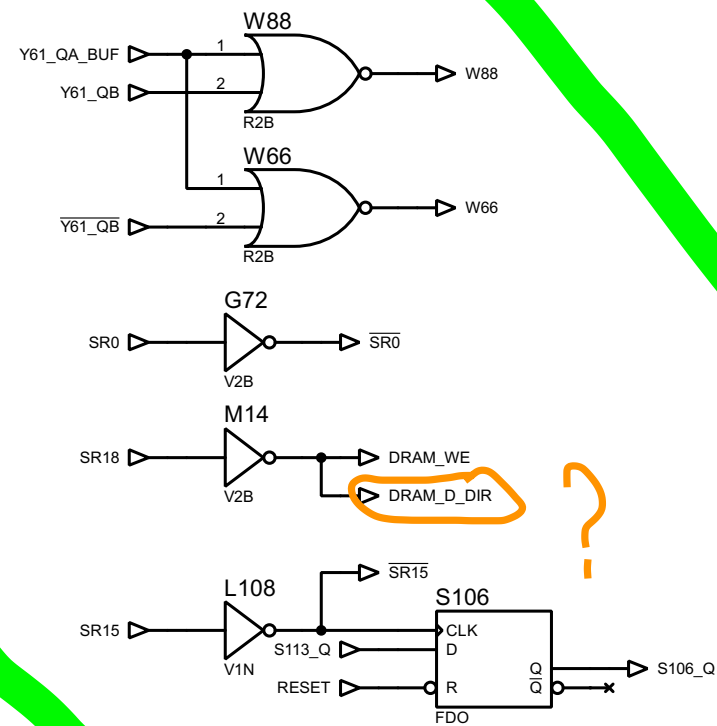 W88
Y61_QA_BUF 1 W88
Y61_QB 2
R2B
W66
1
W66
Y61_QB 2
R2B
G72
SR0 SR0
V2B
M14
SR18 DRAM_WE
V2B DRAM_D_DIR
?
SR15
L108 S106
SR15 CLK
S113_Q D
V1N
Q S106_Q
RESET R Q
FDO